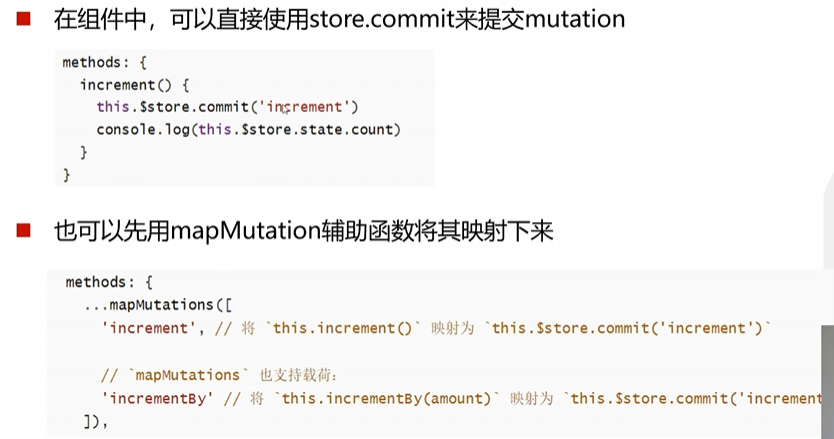 在组件中，可以直接使用store.commit来提交mutation
methods: {
increment() {
this.$store.commit('increment')
console.log(this.$store.state.count)
}
}
也可以先用mapMutation辅助函数将其映射下来
methods: {
...mapMutations([
'increment', // 将 `this.increment()` 映射为 `this.$store.commit('increment')`
// `mapMutations` 也支持载荷：
'incrementBy' // 将 `this.incrementBy(amount)` 映射为 `this.$store.commit('increment
]),